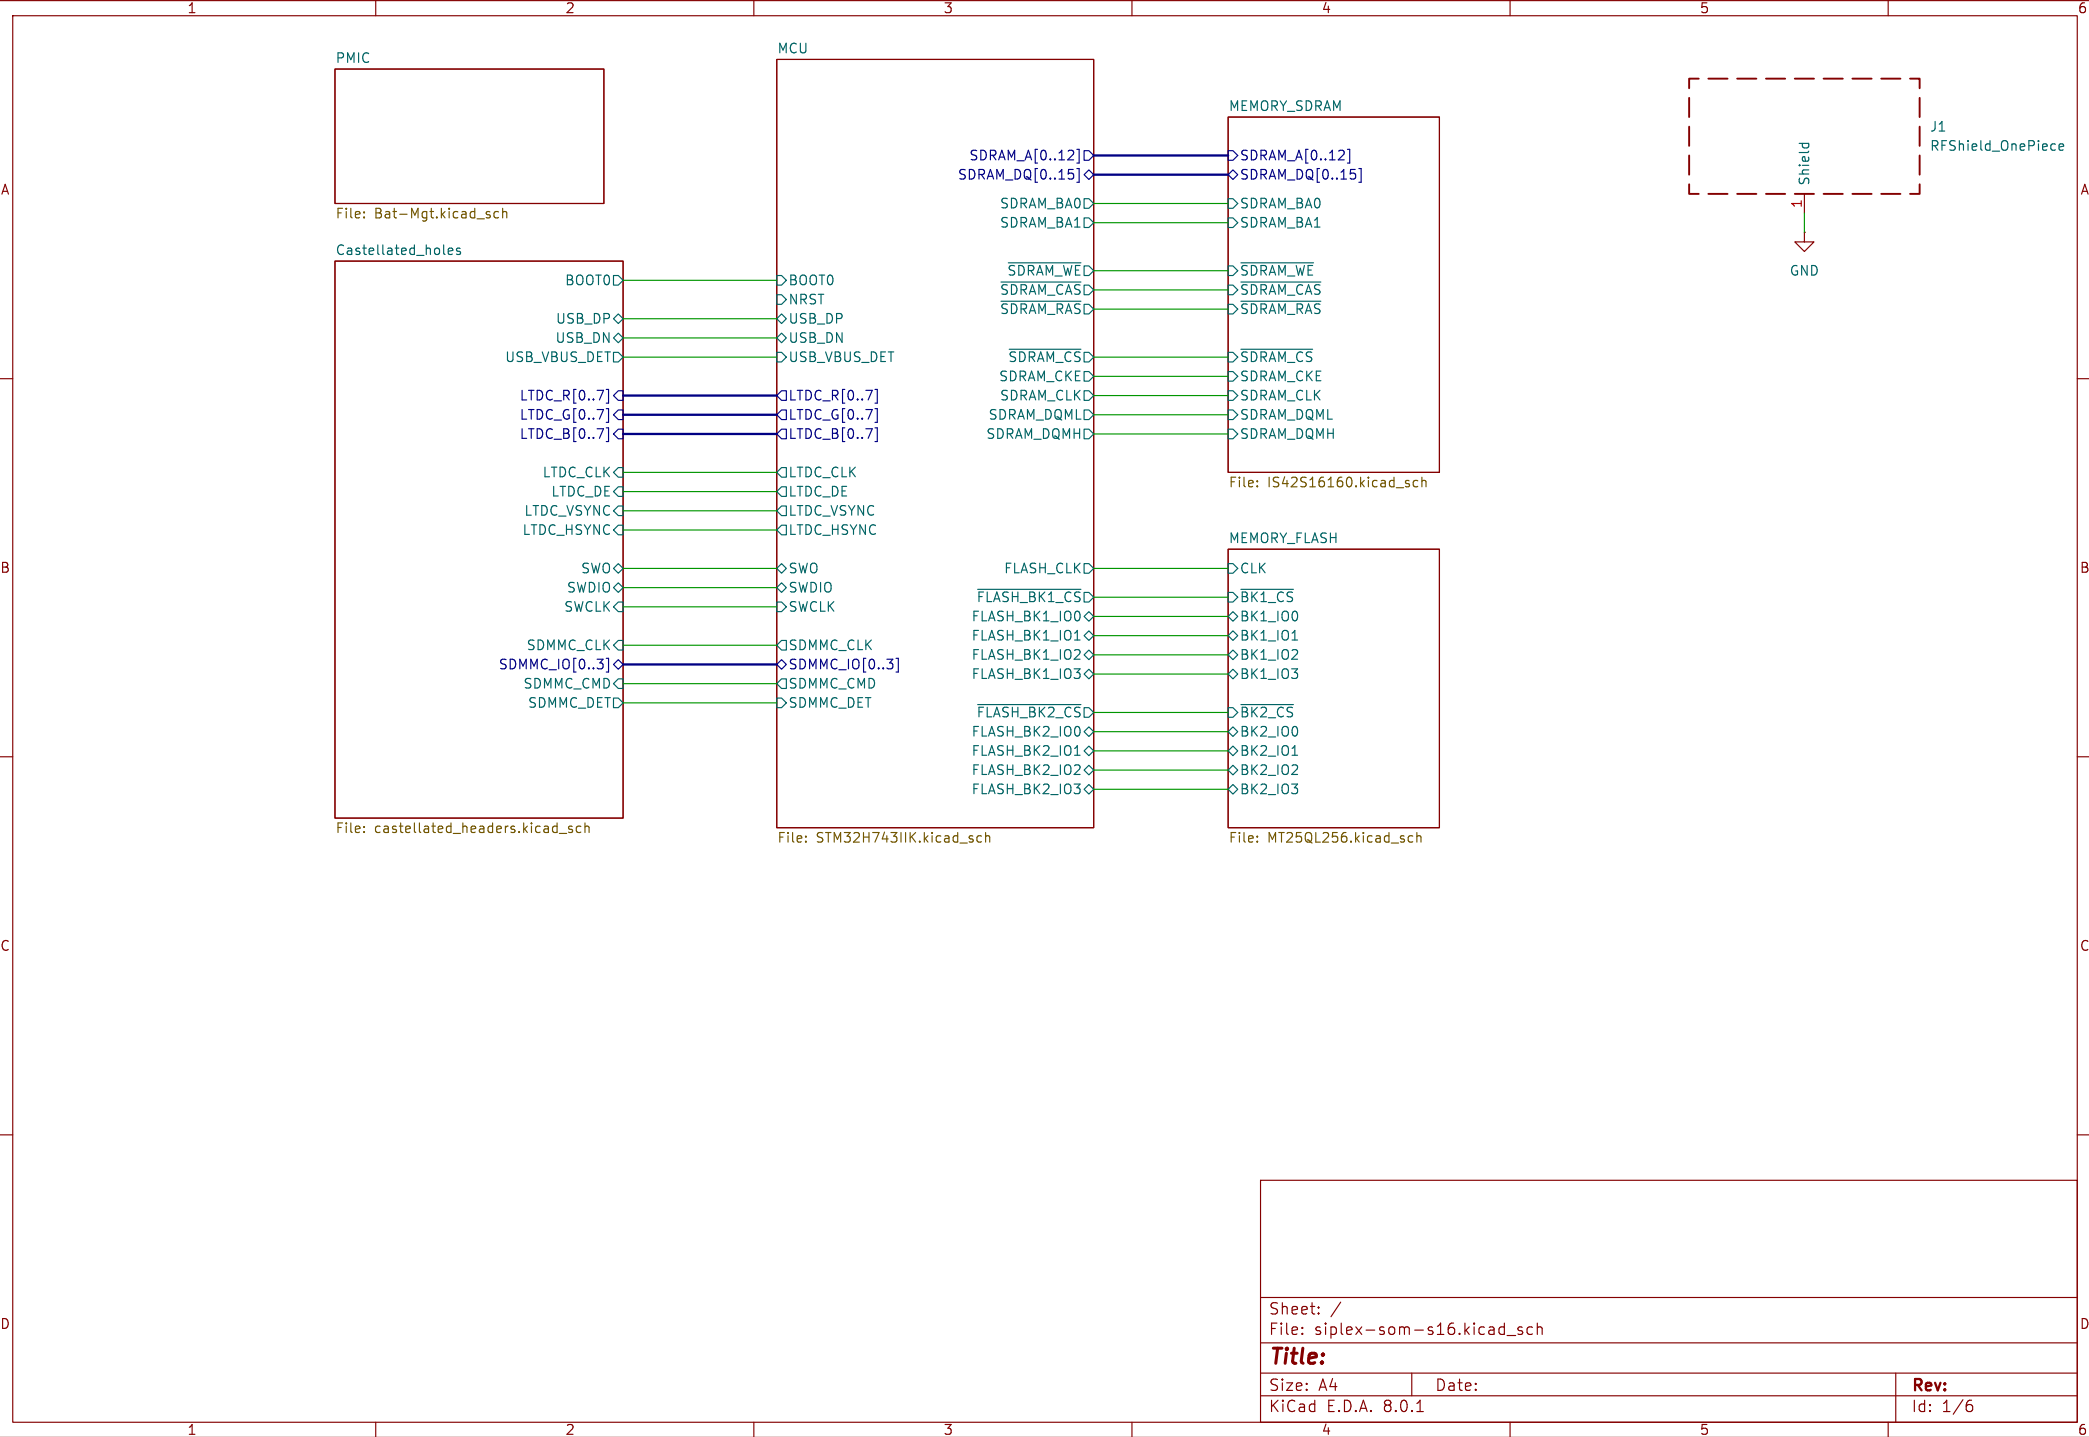 1 2 3 4 5 6
A
B
C
D
PMIC
File: Bat-Mgt.kicad_sch
Castellated_holes
BOOT0
USB_DP
USB_DN
USB_VBUS_DET
LTDC_R[0..7]
LTDC_G[0..7]
LTDC_B[0..7]
LTDC_CLK
LTDC_DE
LTDC_VSYNC
LTDC_HSYNC
SWO
SWDIO
SWCLK
SDMMC_CLK
SDMMC_IO[0..3]
SDMMC_CMD
SDMMC_DET
File: castellated_headers.kicad_sch
MCU
BOOT0
NRST
USB_DP
USB_DN
USB_VBUS_DET
LTDC_R[0..7]
LTDC_G[0..7]
LTDC_B[0..7]
LTDC_CLK
LTDC_DE
LTDC_VSYNC
LTDC_HSYNC
SWO
SWDIO
SWCLK
SDMMC_CLK
SDMMC_IO[0..3]
SDMMC_CMD
SDMMC_DET
SDRAM_A[0..12]
SDRAM_DQ[0..15]
SDRAM_BA0
SDRAM_BA1
SDRAM_WE
SDRAM_CAS
SDRAM_RAS
SDRAM_CS
SDRAM_CKE
SDRAM_CLK
SDRAM_DQML
SDRAM_DQMH
FLASH_CLK
FLASH_BK1_CS
FLASH_BK1_IO0
FLASH_BK1_IO1
FLASH_BK1_IO2
FLASH_BK1_IO3
FLASH_BK2_CS
FLASH_BK2_IO0
FLASH_BK2_IO1
FLASH_BK2_IO2
FLASH_BK2_IO3
File: STM32H743IIK.kicad_sch
MEMORY_SDRAM
SDRAM_A[0..12]
SDRAM_DQ[0..15]
SDRAM_BA0
SDRAM_BA1
SDRAM_WE
SDRAM_CAS
SDRAM_RAS
SDRAM_CS
SDRAM_CKE
SDRAM_CLK
SDRAM_DQML
SDRAM_DQMH
File: IS42S16160.kicad_sch
MEMORY_FLASH
CLK
BK1_CS
BK1_IO0
BK1_IO1
BK1_IO2
BK1_IO3
BK2_CS
BK2_IO0
BK2_IO1
BK2_IO2
BK2_IO3
File: MT25QL256.kicad_sch
J1
RFShield_OnePiece
Shield
1
GND
A
B
C
D
Sheet: /
File: siplex-som-s16.kicad_sch
Title:
Size: A4 Date: Rev:
KiCad E.D.A. 8.0.1 Id: 1/6
1 2 3 4 5 6